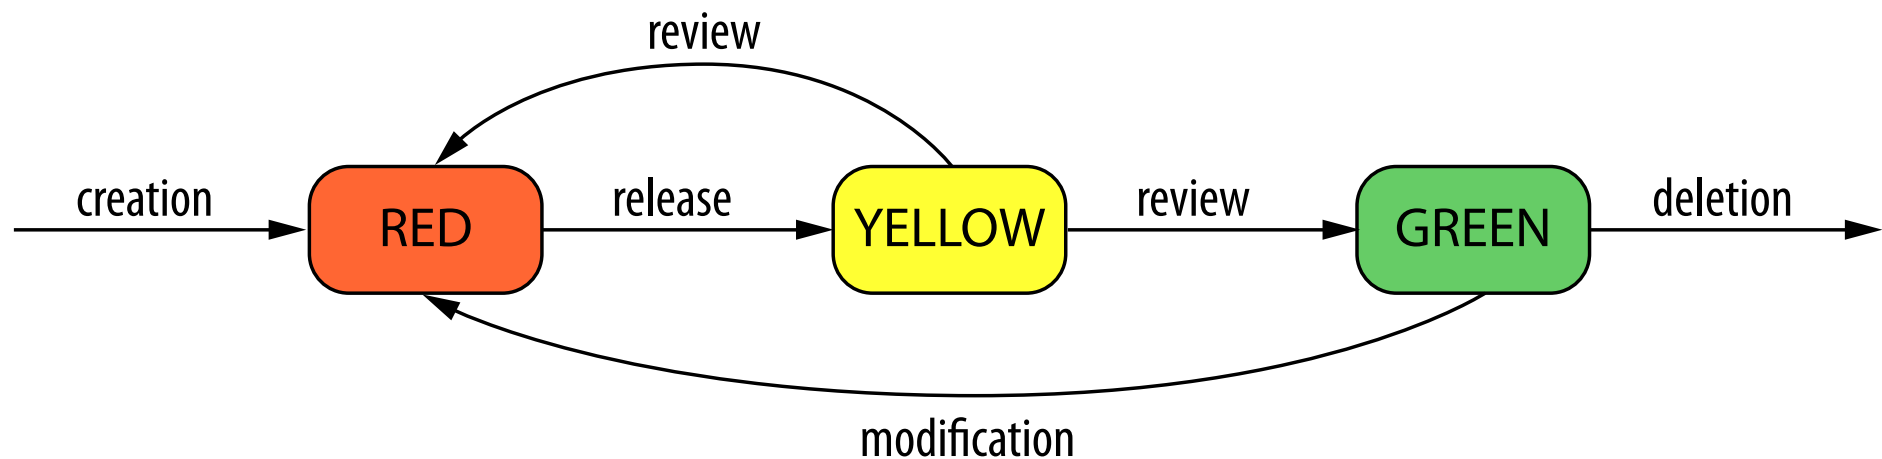 review
creation
RED
release
YELLOW
review
GREEN
deletion
modification